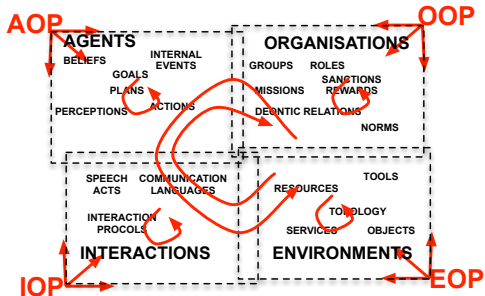 AOP
OOP
AGENTS
BELIEFS
INTERNAL
EVENTS
GOALS
PLANS
PERCEPTIONS
ACTIONS
ORGANISATIONS
GROUPS
ROLES
SANCTIONS
REWARDS
MISSIONS
DEONTIC RELATIONS
NORMS
SPEECH
ACTS
COMMUNICATION
LANGUAGES
INTERACTION
PROCOLS
INTERACTIONS
TOOLS
RESOURCES
TOPOLOGY
SERVICES
OBJECTS
ENVIRONMENTS
IOP
EOP